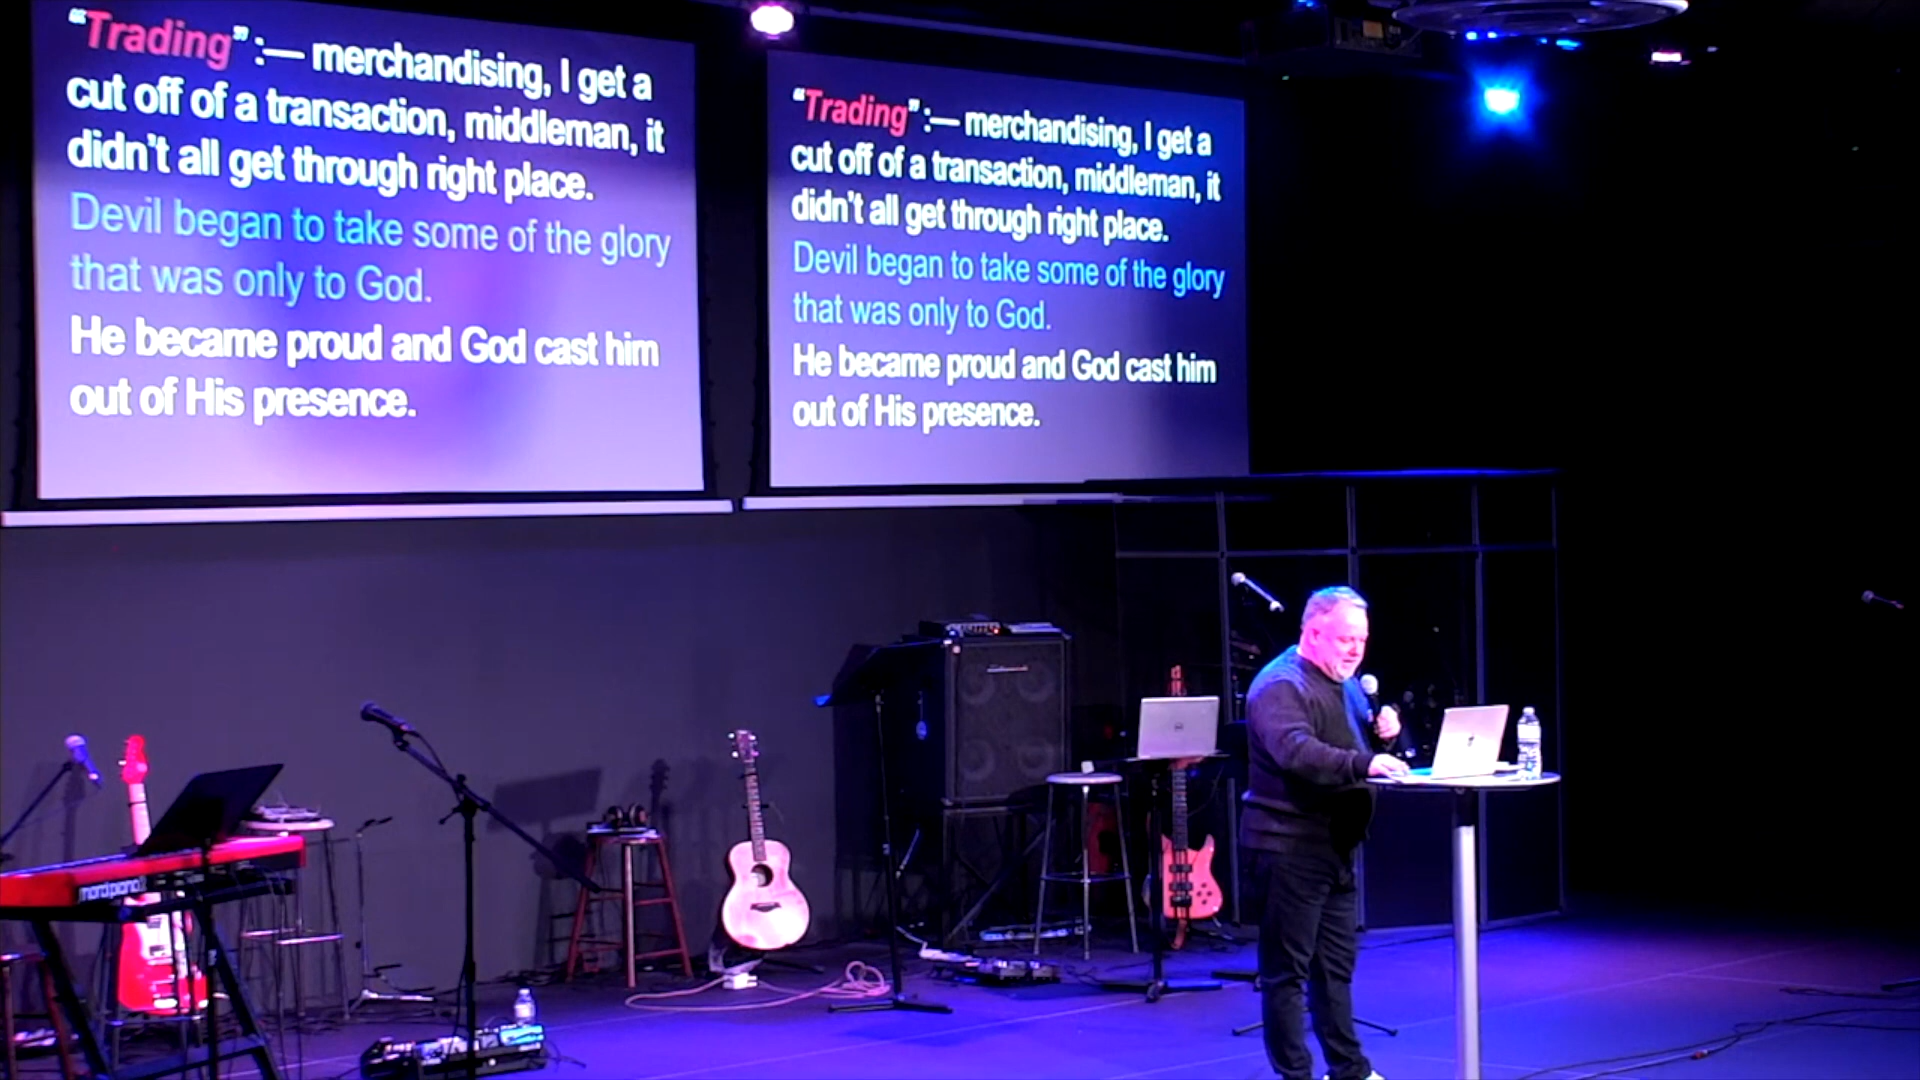 “Trading” :— merchandising, I get a
cut off of a transaction, middleman, it
didn’t all get through right place.
Devil began to take some of the glory
that was only to God.
He became proud and God cast him
out of His presence.
“Trading” :— merchandising, I get a
cut off of a transaction, middleman, it
didn’t all get through right place.
Devil began to take some of the glory
that was only to God.
He became proud and God cast him
out of His presence.
nord piano